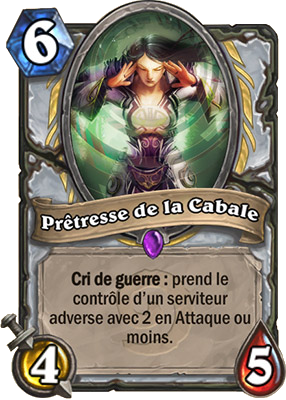 6
Prêtresse de la Cabale
Cri de guerre : prend le
contrôle d'un serviteur
adverse avec 2 en Attaque ou
moins.
4
5